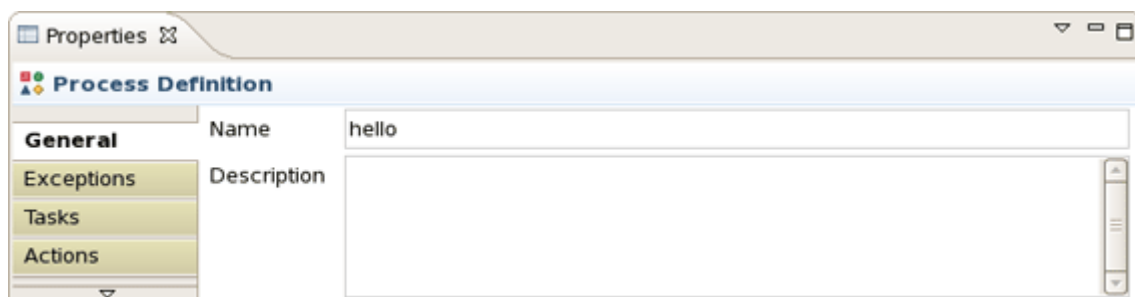 Properties
Process Definition
General
Name
hello
Exceptions
Description
Tasks
Actions